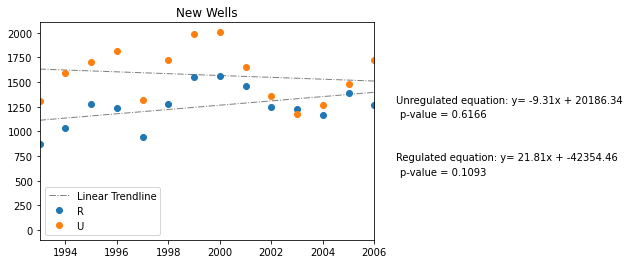 New Wells
2000
1750
1500
1250
1000
750
500
250
0
1994
1996
1998
2000
2002
2004
2006
Linear Trendline
R
U
Unregulated equation: y= -9.31x + 20186.34
p-value = 0.6166
Regulated equation: y= 21.81x + -42354.46
p-value = 0.1093